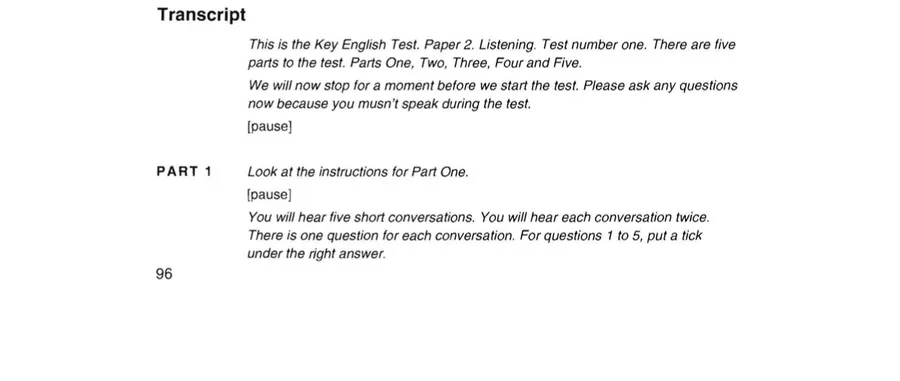 Transcript
This is the Key English Test. Paper 2. Listening. Test number one. There are five
parts to the test. Parts One, Two, Three, Four and Five.
We will now stop for a moment before we start the test. Please ask any questions
now because you musn't speak during the test.
[pause]
PART 1 Look at the instructions for Part One.
[pause]
You will hear five short conversations. You will hear each conversation twice.
There is one question for each conversation. For questions 1 to 5, put a tick
under the right answer.
96